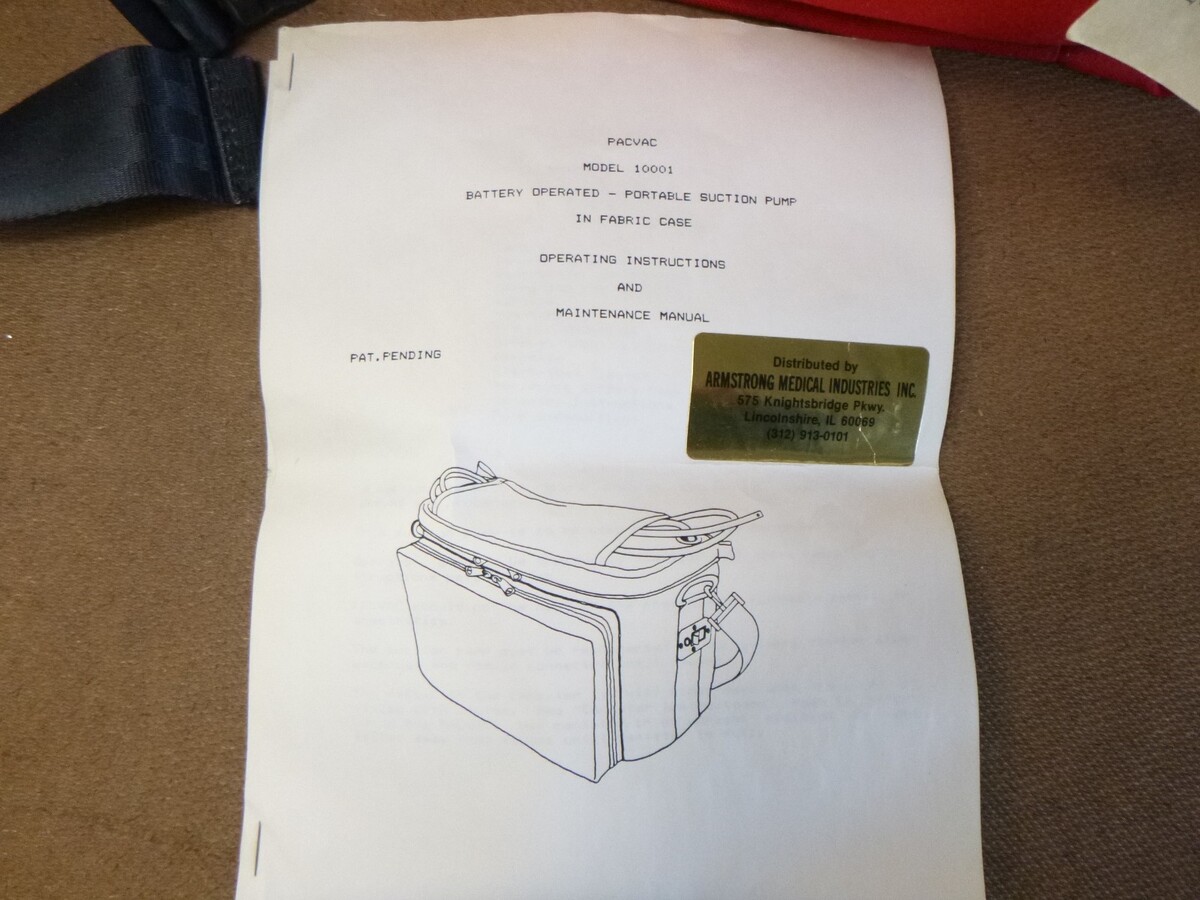 PACVAC
MODEL 10001
BATTERY OPERATED - PORTABLE SUCTION PUMP
IN FABRIC CASE
OPERATING INSTRUCTIONS
AND
MAINTENANCE MANUAL
PAT.PENDING
Distributed by
ARMSTRONG MEDICAL INDUSTRIES INC.
575 Knightsbridge Pkwy.
Lincolnshire, IL 60069
(312) 913-0101